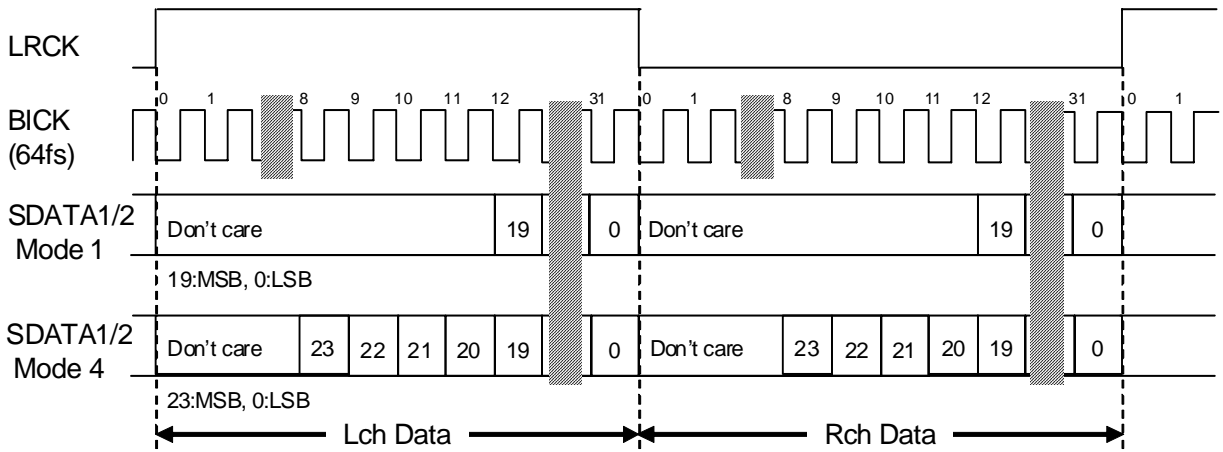 LRCK
0 1 8 9 10 11 12 31 0 1 8 9 10 11 12 31 0 1
BICK
(64fs)
SDATA1/2
Mode 1
Don't care 19 0 Don't care 19 0
19:MSB, 0:LSB
SDATA1/2
Mode 4
Don't care 23 22 21 20 19 0 Don't care 23 22 21 20 19 0
23:MSB, 0:LSB
Lch Data Rch Data